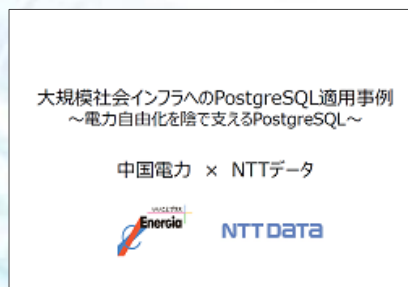 大規模社会インフラへのPostgreSQL適用事例
～電力自由化を陰で支えるPostgreSQL～
中国電力 × NTTデータ
Energia
NTT DATA